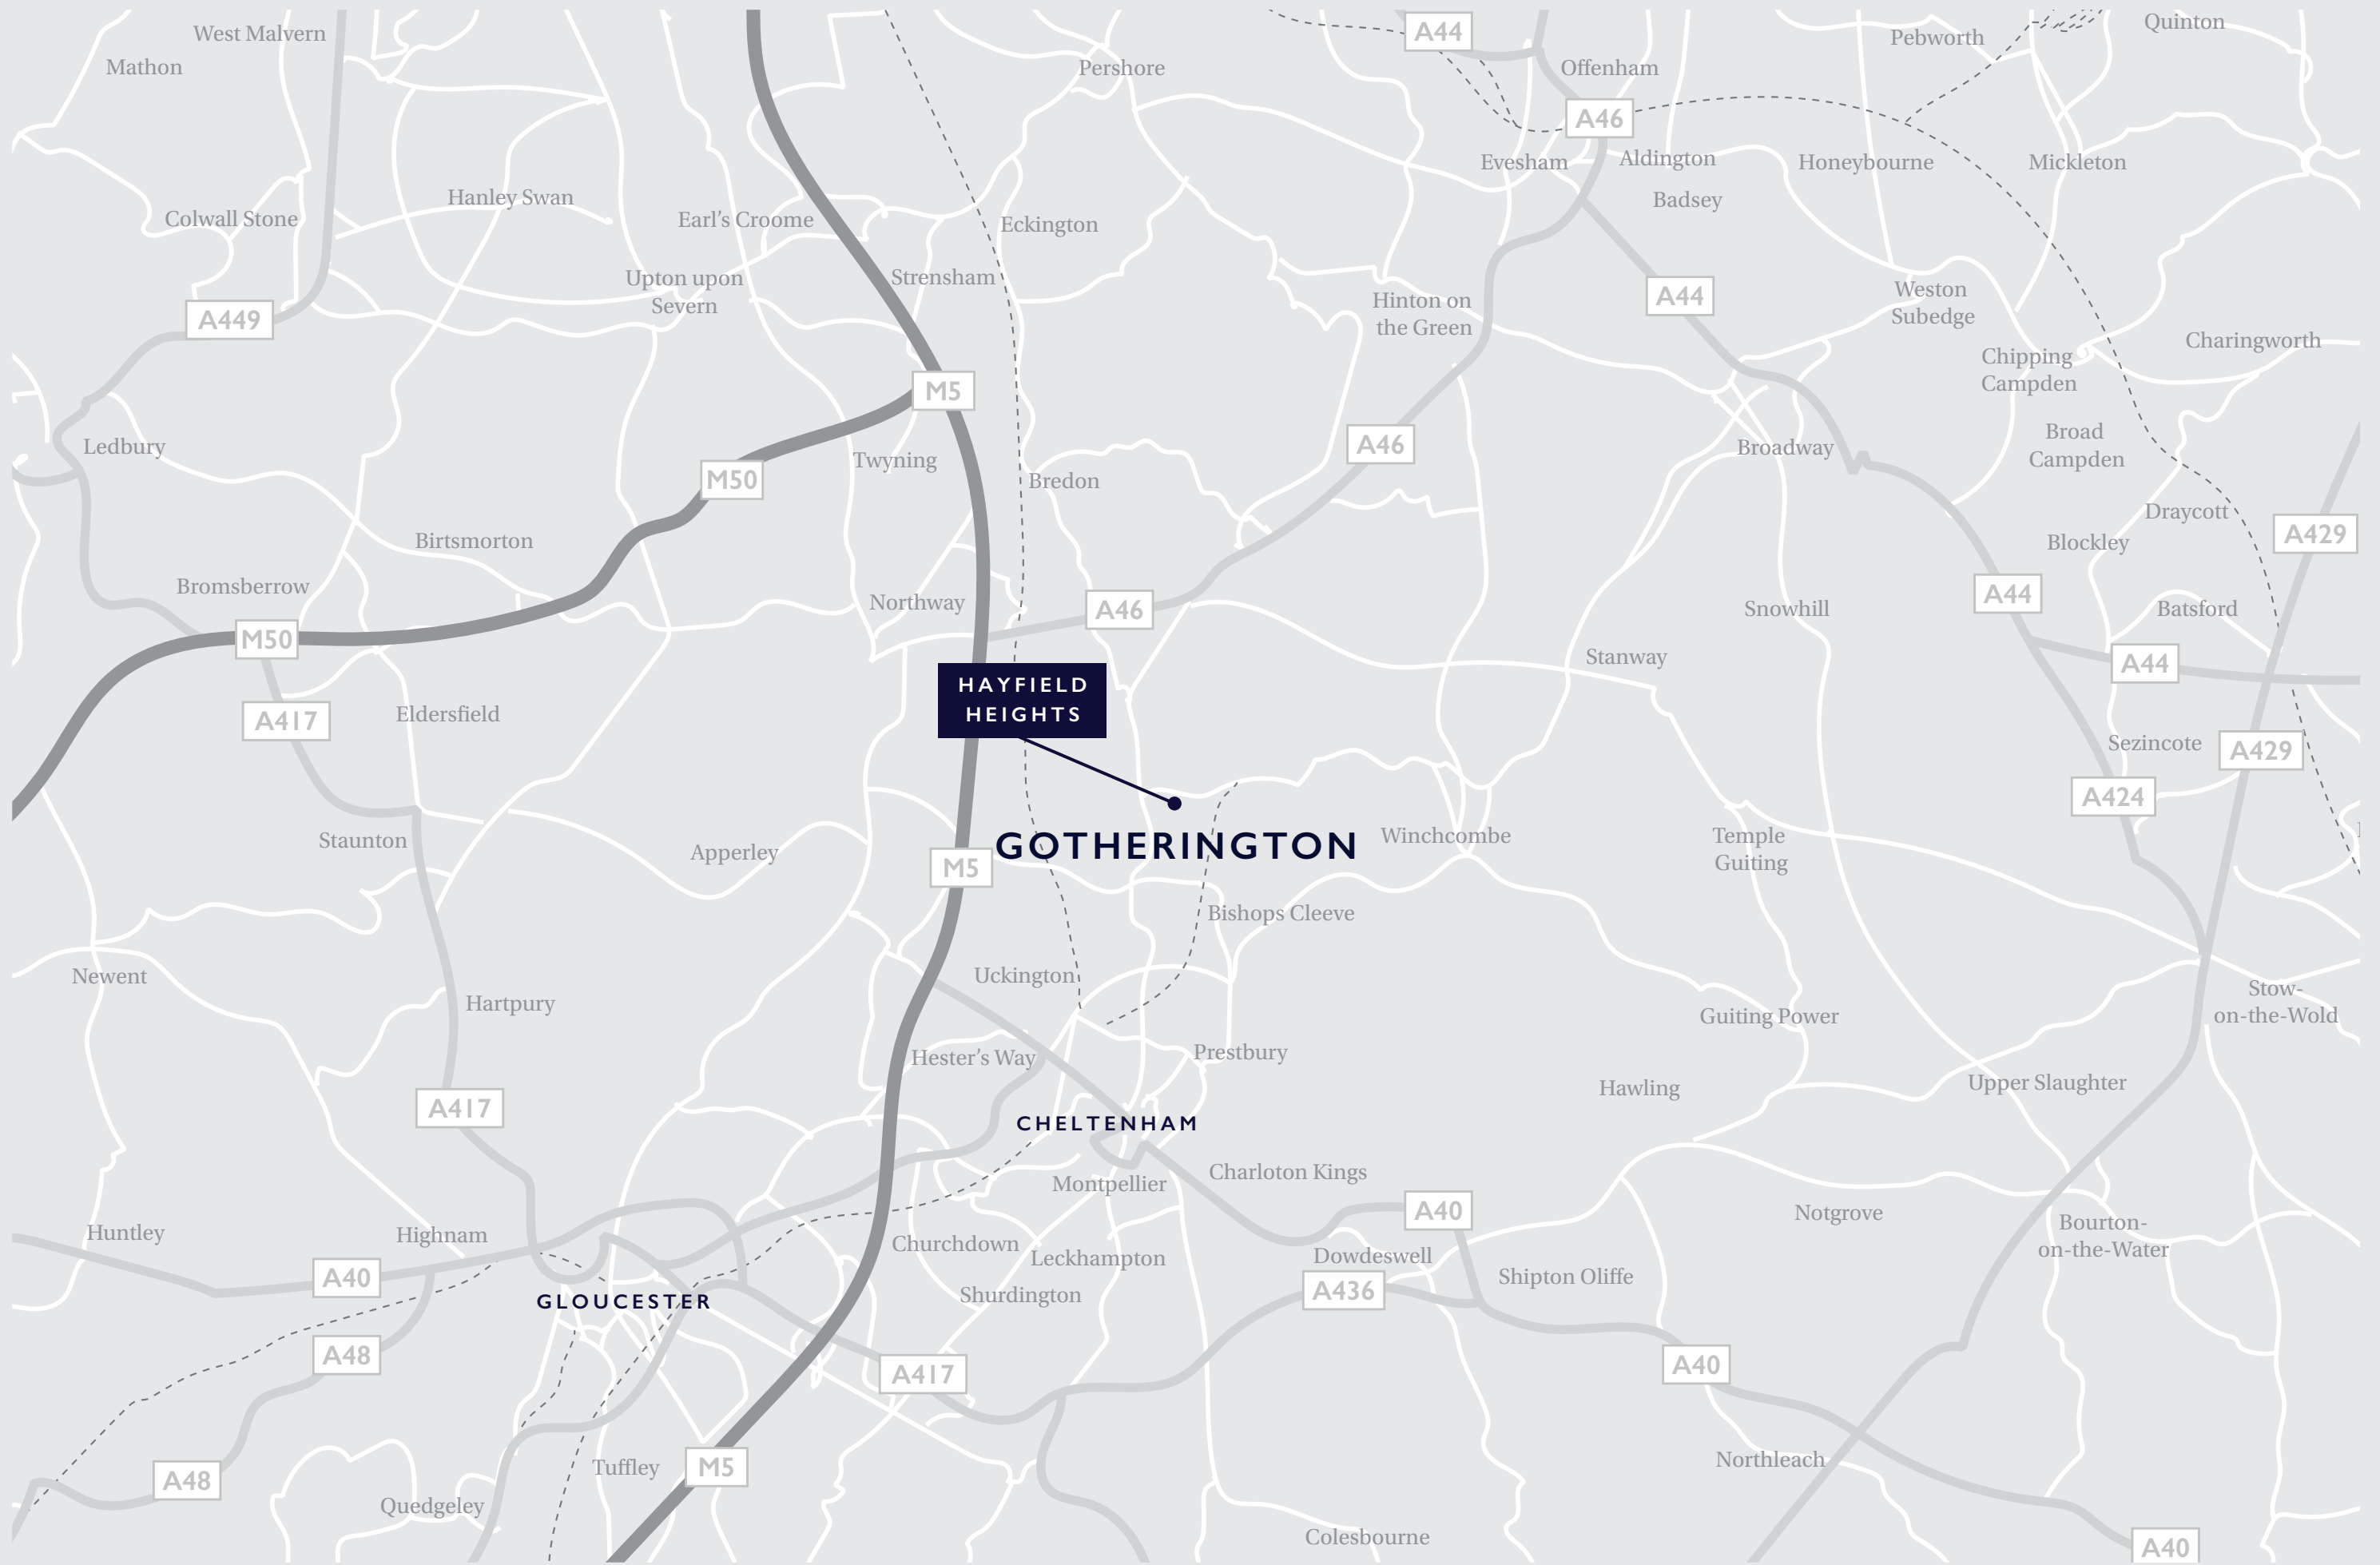 West Malvern
Mathon
Pershore
A44
Offenham
Pebworth
Quinton
A46
Evesham
Aldington
Badsey
Honeybourne
Mickleton
Colwall Stone
Hanley Swan
Earl's Croome
Eckington
Upton upon
Severn
Strensham
A449
Hinton on
the Green
A44
Weston
Subedge
Chipping
Campden
Charingworth
M5
A46
Ledbury
M50
Twyning
Bredon
Broadway
Broad
Campden
Draycott
A429
Birtsmorton
Blockley
Bromsberrow
Northway
A46
Snowhill
A44
Batsford
M50
Stanway
A44
HAYFIELD
HEIGHTS
A417
Eldersfield
Sezincote
A429
A424
Staunton
Apperley
M5
GOTHERINGTON
Winchcombe
Temple
Guiting
Bishops Cleeve
Newent
Hartpury
Uckington
Guiting Power
Stow-
on-the-Wold
Hester's Way
Prestbury
Hawling
Upper Slaughter
A417
CHELTENHAM
Montpellier
Charloton Kings
A40
Notgrove
Bourton-
on-the-Water
Huntley
Highnam
Churchdown
Leckhampton
Dowdeswell
A40
A436
Shipton Oliffe
GLOUCESTER
Shurdington
A48
A417
A40
A48
Tuffley
M5
Northleach
Quedgeley
Colesbourne
A40